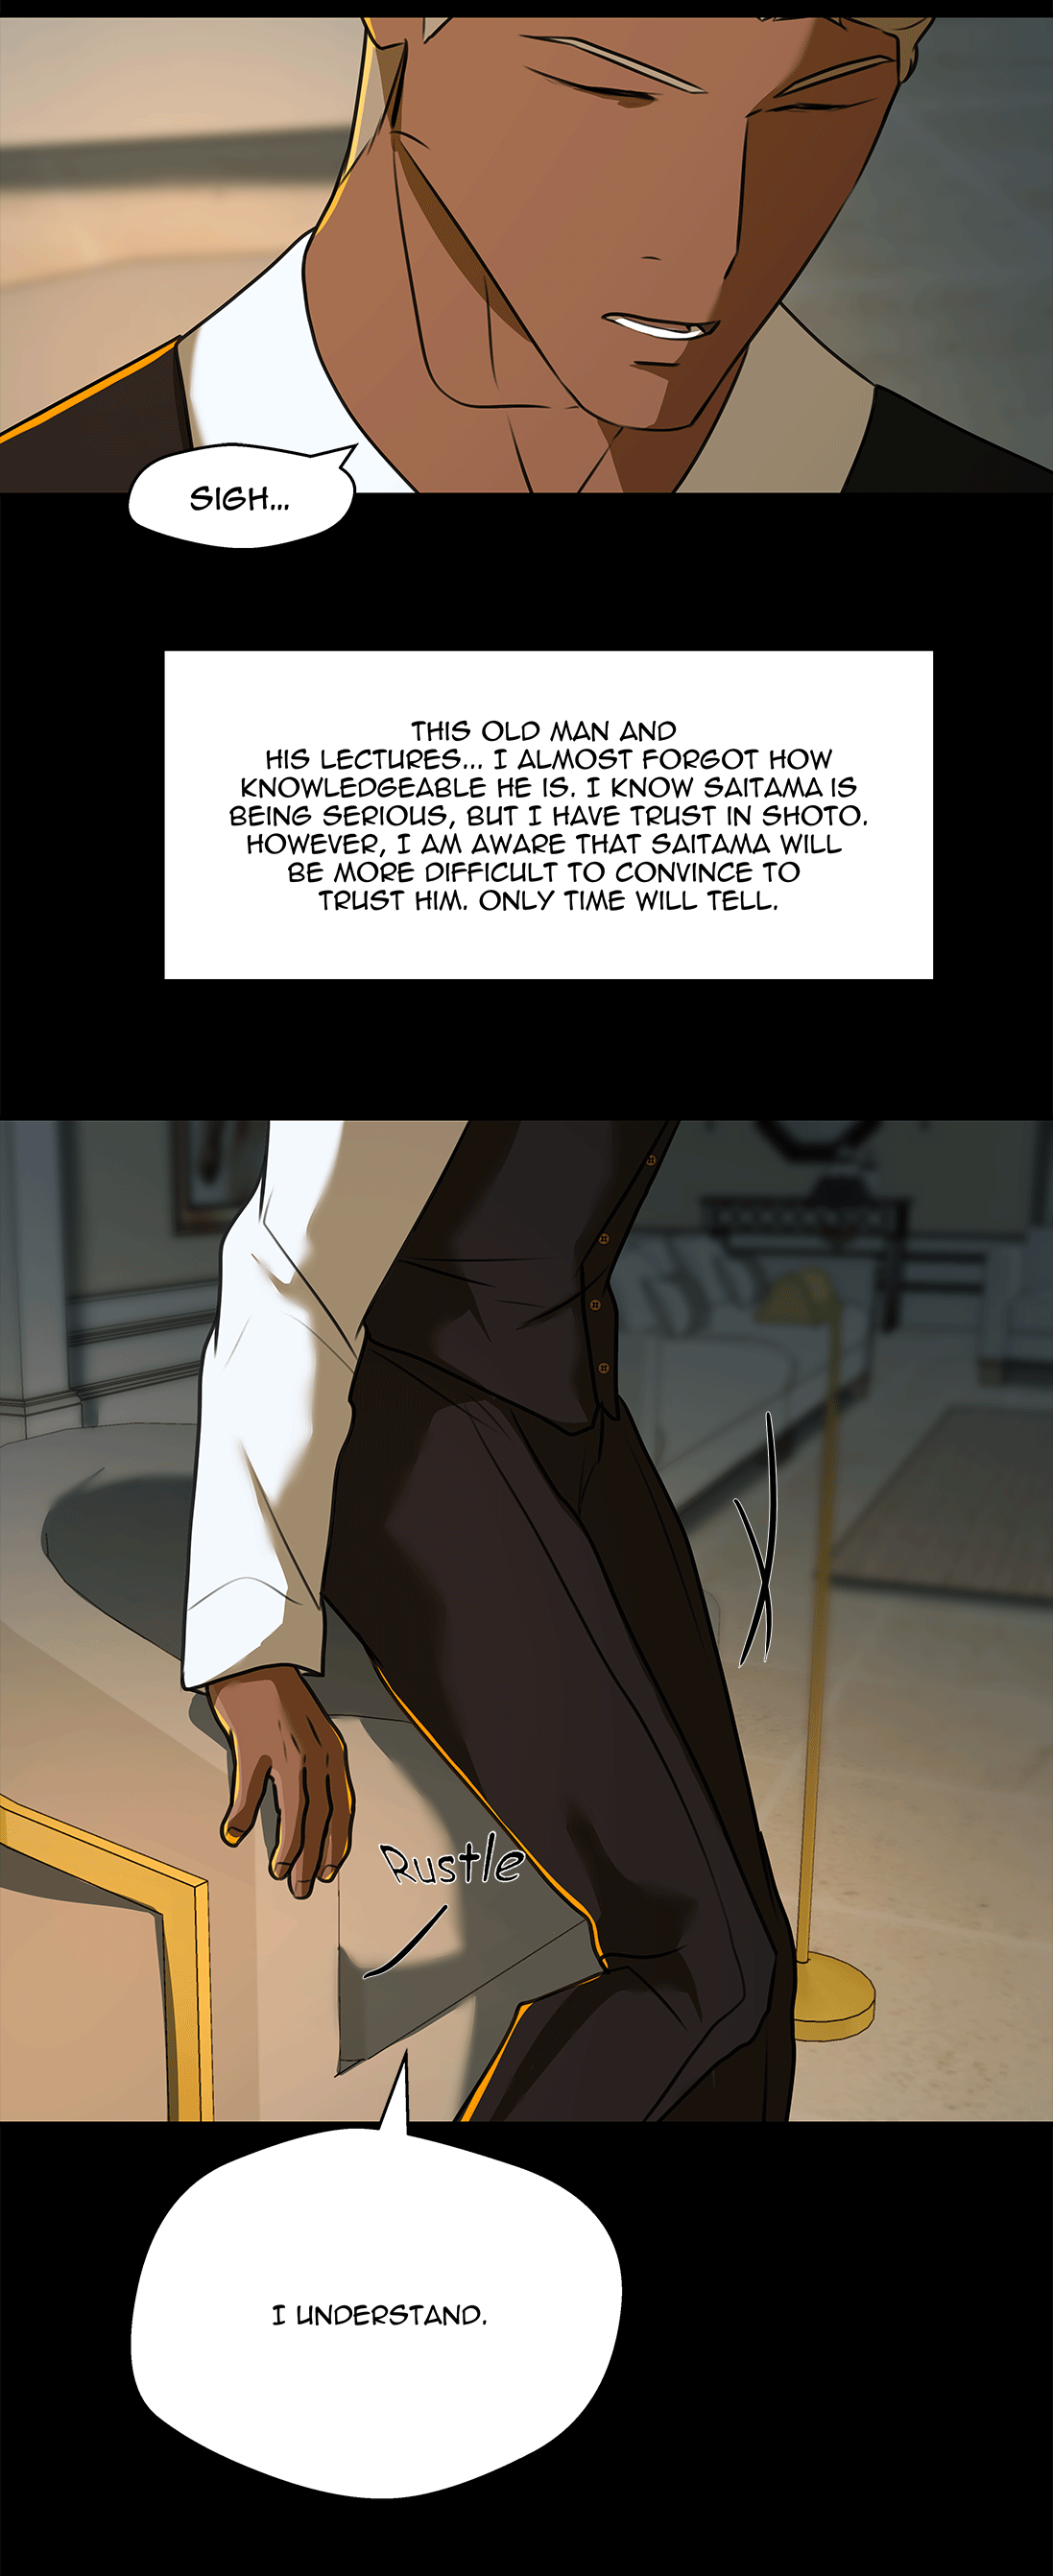 SIGH...
THIS OLD MAN AND
HIS LECTURES... I ALMOST FORGOT HOW
KNOWLEDGEABLE HE IS. I KNOW SAITAMA IS
BEING SERIOUS, BUT I HAVE TRUST IN SHOTO.
HOWEVER, I AM AWARE THAT SAITAMA WILL
BE MORE DIFFICULT TO CONVINCE TO
TRUST HIM. ONLY TIME WILL TELL.
Rustle
I UNDERSTAND.